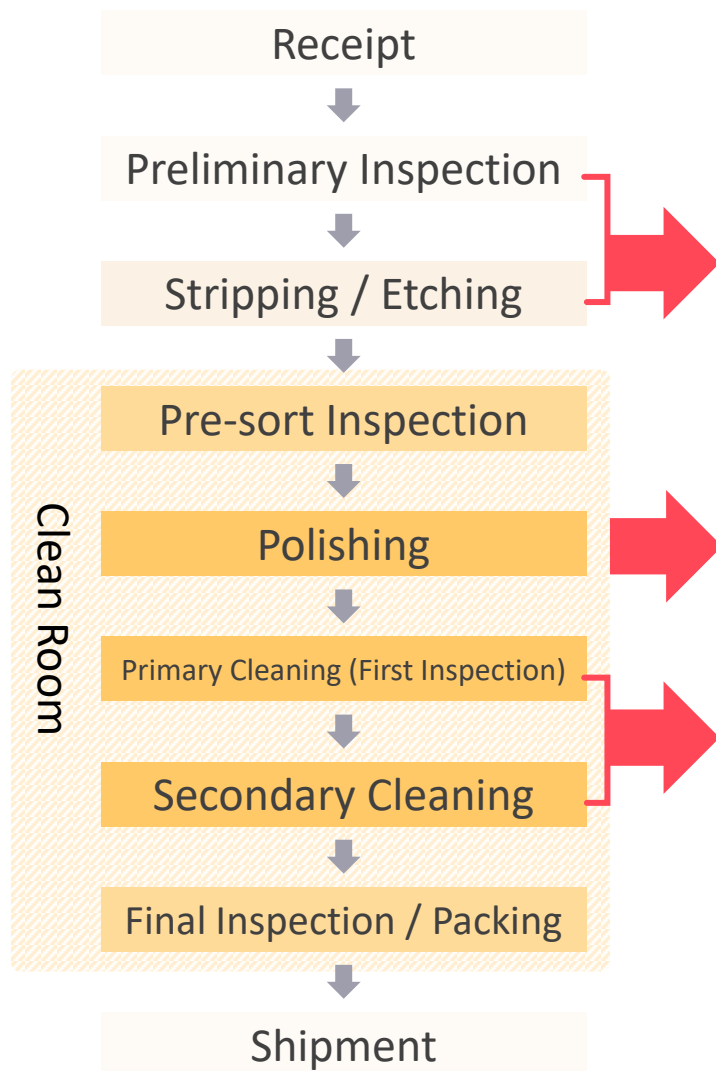 Receipt
Preliminary Inspection
Stripping / Etching
Clean Room
Pre-sort Inspection
Polishing
Primary Cleaning (First Inspection)
Secondary Cleaning
Final Inspection / Packing
Shipment